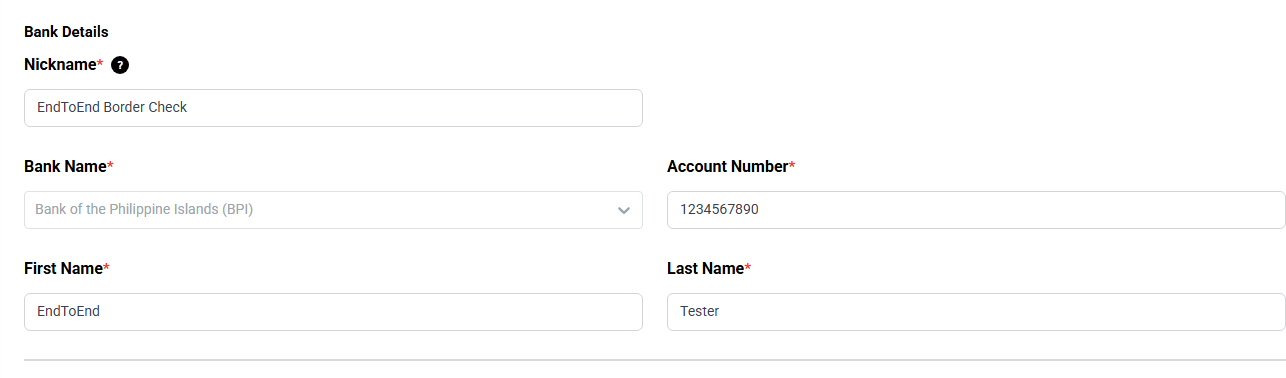 Bank Details
Nickname* ?
EndToEnd Border Check
Bank Name*
Account Number*
Bank of the Philippine Islands (BPI)
1234567890
First Name*
Last Name*
EndToEnd
Tester